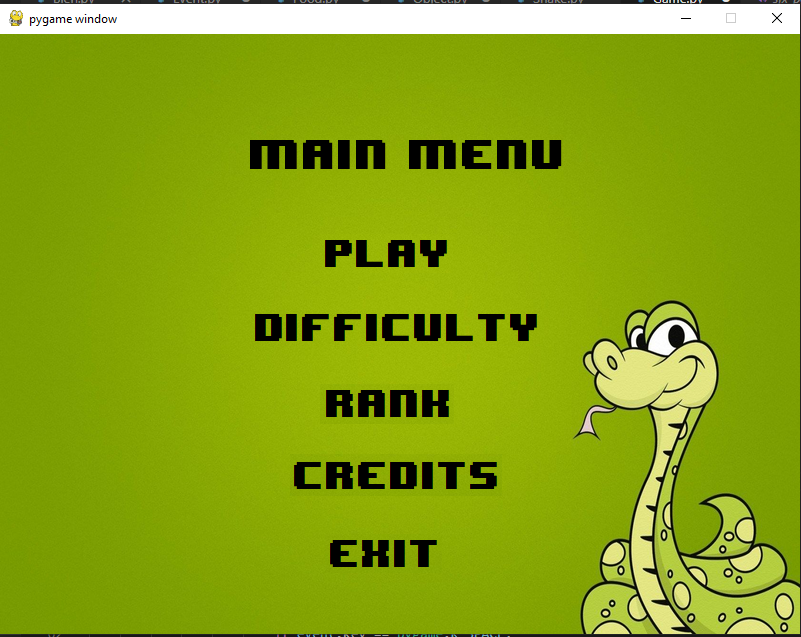 pygame window
MAIN MENU
PLAY
DIFFICULTY
RANK
CREDITS
EXIT